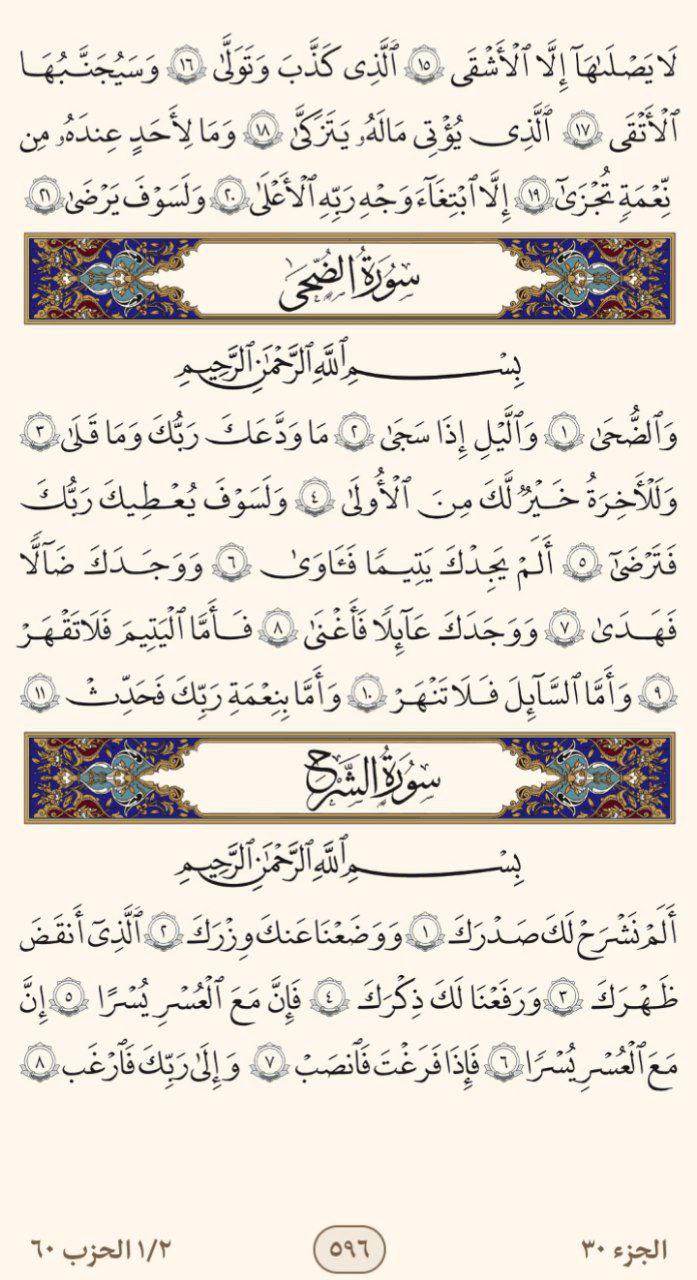 لَا يَصْلَىٰهَآ إِلَّا ٱلْأَشْقَى ١٥ ٱلَّذِى كَذَّبَ وَتَوَلَّىٰ ١٦ وَسَيُجَنَّبُهَا
ٱلْأَتْقَى ١٧ ٱلَّذِى يُؤْتِى مَالَهُۥ يَتَزَكَّىٰ ١٨ وَمَا لِأَحَدٍ عِندَهُۥ مِن
نِّعْمَةٍ تُجْزَىٰٓ ١٩ إِلَّا ٱبْتِغَآءَ وَجْهِ رَبِّهِ ٱلْأَعْلَىٰ ٢٠ وَلَسَوْفَ يَرْضَىٰ ٢١
سُورَةُ الضُّحَىٰ
بِسْمِ ٱللَّهِ ٱلرَّحْمَٰنِ ٱلرَّحِيمِ
وَٱلضُّحَىٰ ١ وَٱلَّيْلِ إِذَا سَجَىٰ ٢ مَا وَدَّعَكَ رَبُّكَ وَمَا قَلَىٰ ٣
وَلَلْأَخِرَةُ خَيْرٌ لَّكَ مِنَ ٱلْأُولَىٰ ٤ وَلَسَوْفَ يُعْطِيكَ رَبُّكَ
فَتَرْضَىٰٓ ٥ أَلَمْ يَجِدْكَ يَتِيمًا فَـَٔاوَىٰ ٦ وَوَجَدَكَ ضَآلًّا
فَهَدَىٰ ٧ وَوَجَدَكَ عَآئِلًا فَأَغْنَىٰ ٨ فَأَمَّا ٱلْيَتِيمَ فَلَا تَقْهَرْ
٩ وَأَمَّا ٱلسَّآئِلَ فَلَا تَنْهَرْ ١٠ وَأَمَّا بِنِعْمَةِ رَبِّكَ فَحَدِّثْ ١١
سُورَةُ الشَّرْحِ
بِسْمِ ٱللَّهِ ٱلرَّحْمَٰنِ ٱلرَّحِيمِ
أَلَمْ نَشْرَحْ لَكَ صَدْرَكَ ١ وَوَضَعْنَا عَنكَ وِزْرَكَ ٢ ٱلَّذِىٓ أَنقَضَ
ظَهْرَكَ ٣ وَرَفَعْنَا لَكَ ذِكْرَكَ ٤ فَإِنَّ مَعَ ٱلْعُسْرِ يُسْرًا ٥ إِنَّ
مَعَ ٱلْعُسْرِ يُسْرًا ٦ فَإِذَا فَرَغْتَ فَٱنصَبْ ٧ وَإِلَىٰ رَبِّكَ فَٱرْغَب ٨
الجزء ٣٠ ٥٩٦ ١/٢ الحزب ٦٠